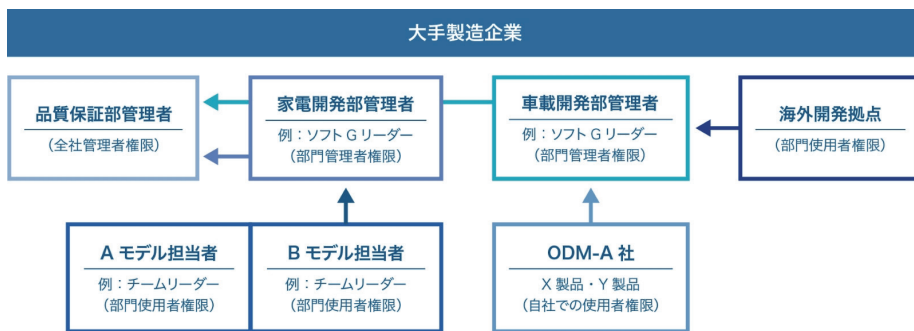 大手製造企業
品質保証部管理者
（全社管理者権限）
家電開発部管理者
例：ソフト G リーダー
（部門管理者権限）
車載開発部管理者
例：ソフト G リーダー
（部門管理者権限）
海外開発拠点
（部門使用者権限）
A モデル担当者
例：チームリーダー
（部門使用者権限）
B モデル担当者
例：チームリーダー
（部門使用者権限）
ODM-A 社
X 製品・Y 製品
（自社での使用者権限）